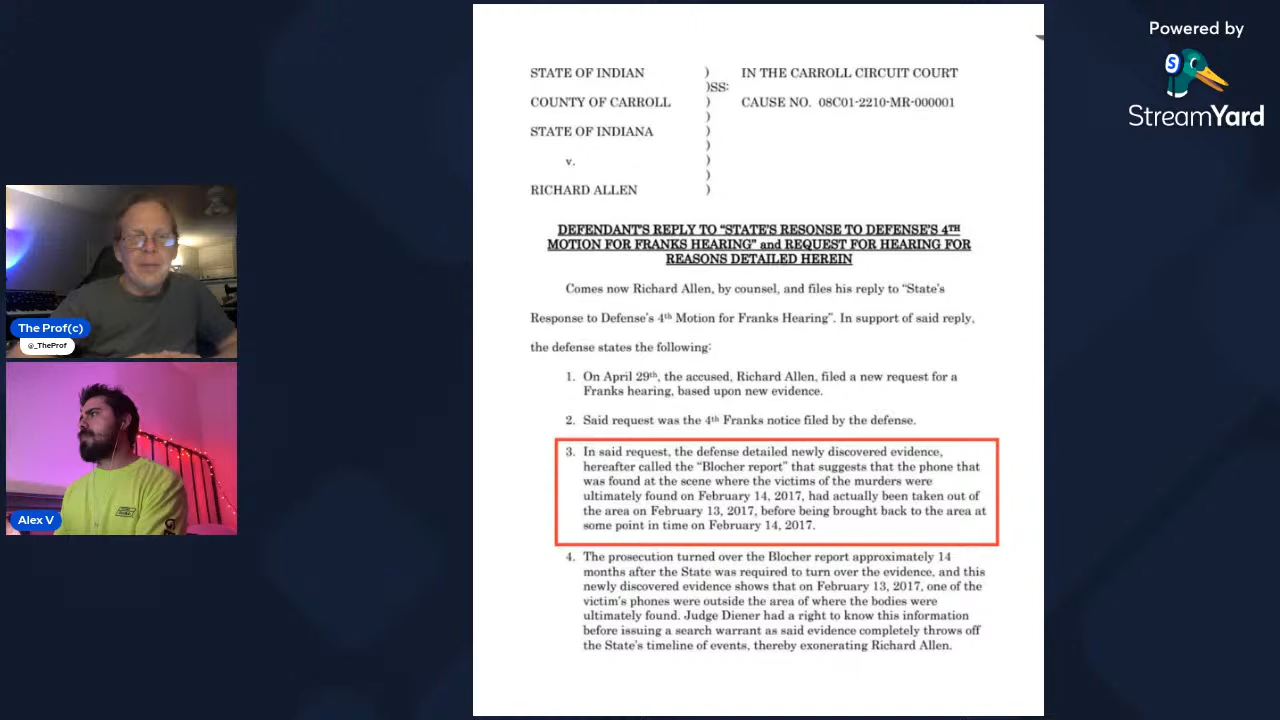 Powered by
S
StreamYard
STATE OF INDIAN ) IN THE CARROLL CIRCUIT COURT
)SS:
COUNTY OF CARROLL ) CAUSE NO. 08C01-2210-MR-000001
)
STATE OF INDIANA )
)
v. )
)
RICHARD ALLEN )
DEFENDANT'S REPLY TO "STATE'S RESONSE TO DEFENSE'S 4TH
MOTION FOR FRANKS HEARING" and REQUEST FOR HEARING FOR
REASONS DETAILED HEREIN
Comes now Richard Allen, by counsel, and files his reply to "State's
Response to Defense's 4th Motion for Franks Hearing". In support of said reply,
the defense states the following:
1. On April 29th, the accused, Richard Allen, filed a new request for a
Franks hearing, based upon new evidence.
2. Said request was the 4th Franks notice filed by the defense.
3. In said request, the defense detailed newly discovered evidence,
hereafter called the "Blocher report" that suggests that the phone that
was found at the scene where the victims of the murders were
ultimately found on February 14, 2017, had actually been taken out of
the area on February 13, 2017, before being brought back to the area at
some point in time on February 14, 2017.
4. The prosecution turned over the Blocher report approximately 14
months after the State was required to turn over the evidence, and this
newly discovered evidence shows that on February 13, 2017, one of the
victim's phones were outside the area of where the bodies were
ultimately found. Judge Diener had a right to know this information
before issuing a search warrant as said evidence completely throws off
the State's timeline of events, thereby exonerating Richard Allen.
The Prof(c)
@_TheProf
Alex V